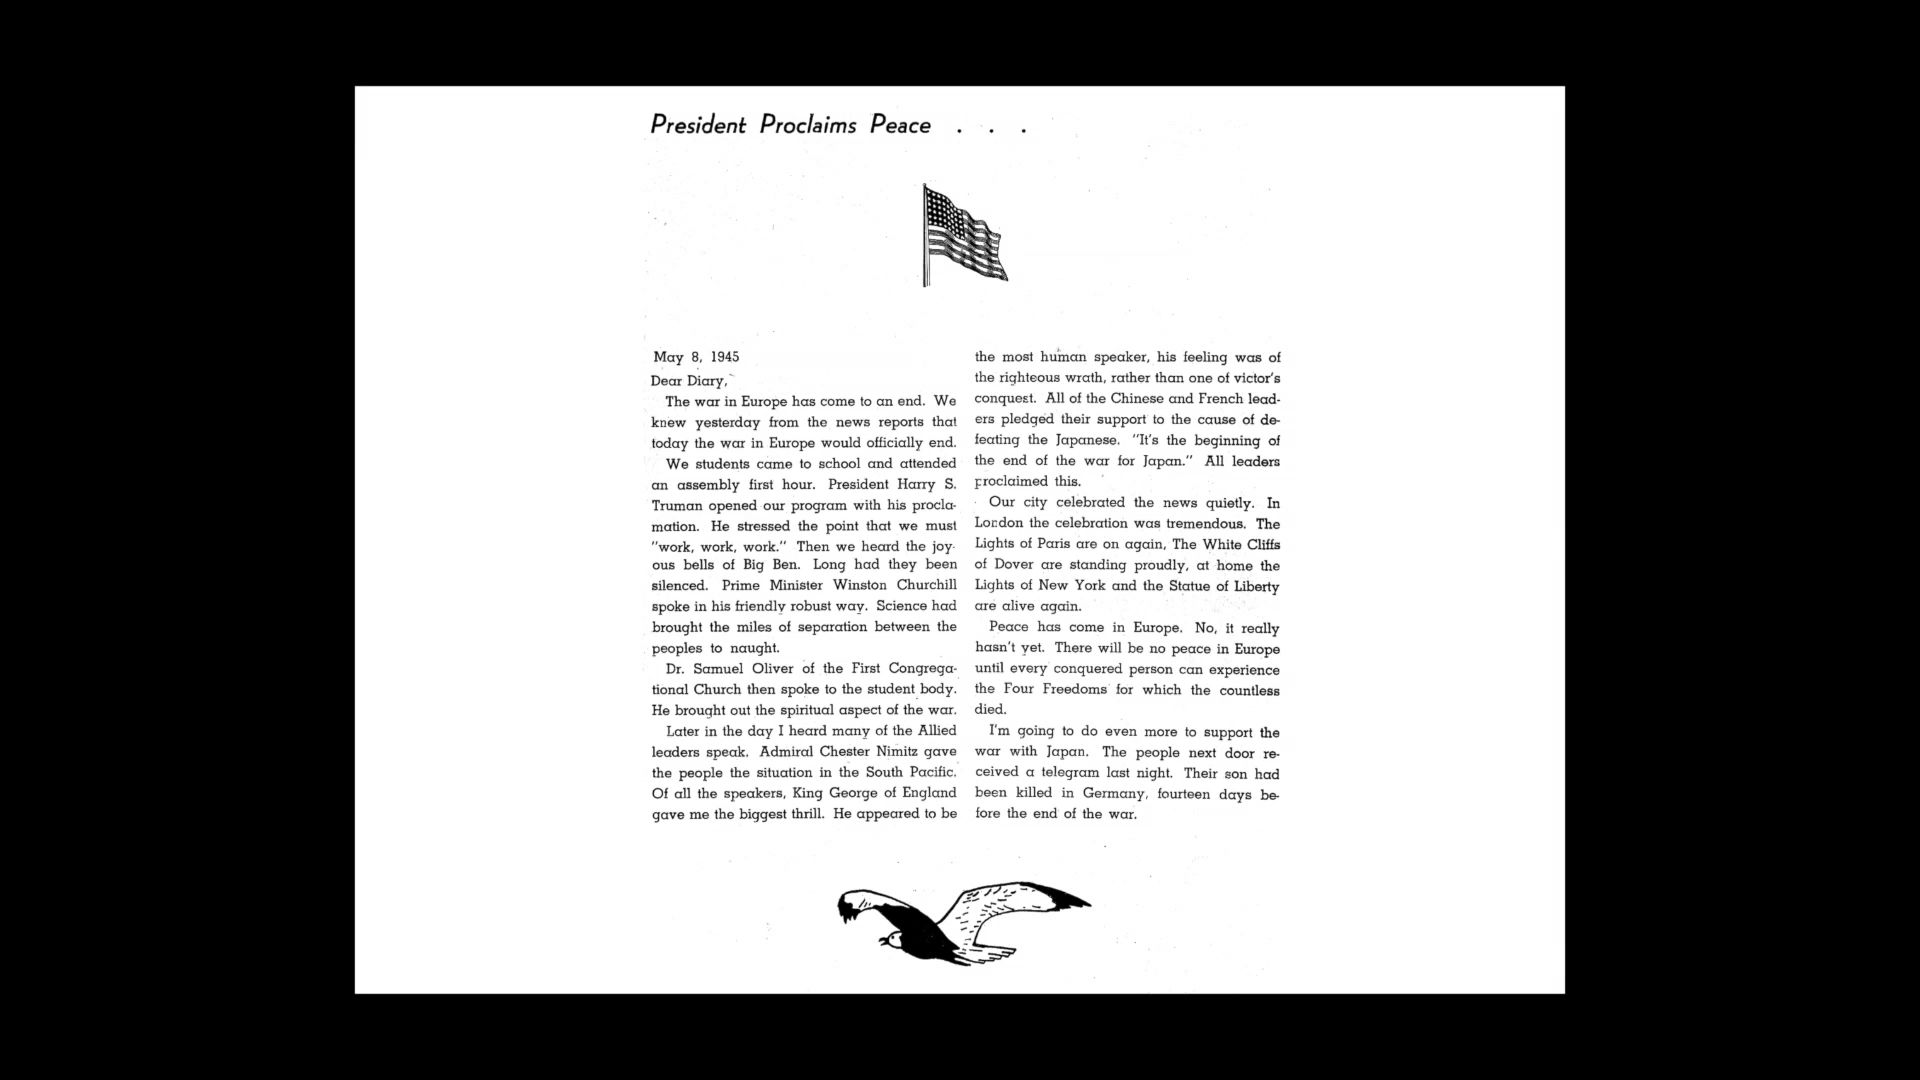 President Proclaims Peace . . .
May 8, 1945
Dear Diary,
The war in Europe has come to an end. We
knew yesterday from the news reports that
today the war in Europe would officially end.
We students came to school and attended
an assembly first hour. President Harry S.
Truman opened our program with his procla-
mation. He stressed the point that we must
"work, work, work." Then we heard the joy-
ous bells of Big Ben. Long had they been
silenced. Prime Minister Winston Churchill
spoke in his friendly robust way. Science had
brought the miles of separation between the
peoples to naught.
Dr. Samuel Oliver of the First Congrega-
tional Church then spoke to the student body.
He brought out the spiritual aspect of the war.
Later in the day I heard many of the Allied
leaders speak. Admiral Chester Nimitz gave
the people the situation in the South Pacific.
Of all the speakers, King George of England
gave me the biggest thrill. He appeared to be
the most human speaker, his feeling was of
the righteous wrath, rather than one of victor's
conquest. All of the Chinese and French lead-
ers pledged their support to the cause of de-
feating the Japanese. "It's the beginning of
the end of the war for Japan." All leaders
proclaimed this.
Our city celebrated the news quietly. In
London the celebration was tremendous. The
Lights of Paris are on again, The White Cliffs
of Dover are standing proudly, at home the
Lights of New York and the Statue of Liberty
are alive again.
Peace has come in Europe. No, it really
hasn't yet. There will be no peace in Europe
until every conquered person can experience
the Four Freedoms for which the countless
died.
I'm going to do even more to support the
war with Japan. The people next door re-
ceived a telegram last night. Their son had
been killed in Germany, fourteen days be-
fore the end of the war.